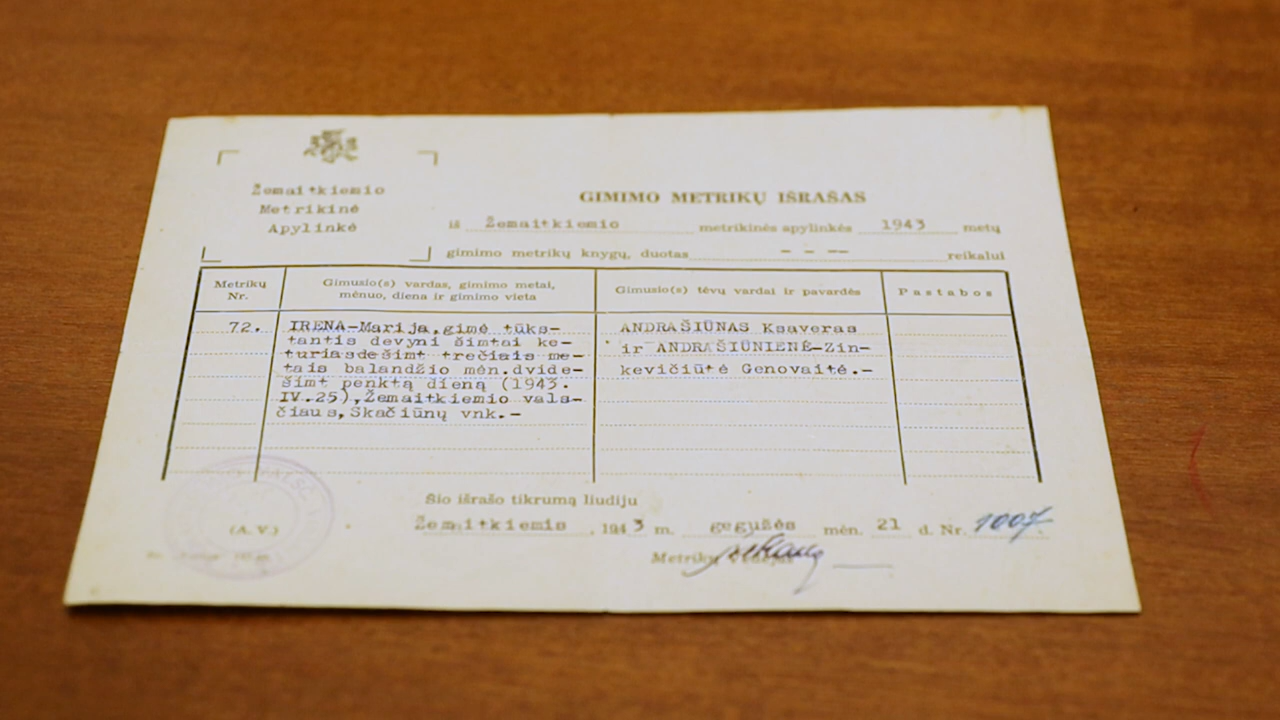 Žemaitkiemio
Metrikinė
Apylinkė
GIMIMO METRIKŲ IŠRAŠAS
iš Žemaitkiemio metrikinės apylinkės 1943 metų
gimimo metrikų knygų, duotas - - -- reikalui
Metrikų Nr.
Gimusio(s) vardas, gimimo metai,
mėnuo, diena ir gimimo vieta
Gimusio(s) tėvų vardai ir pavardės
Pastabos
72.
IRENA-Marija,gimė tūks-
tantis devyni šimtai ke-
turiasdešimt trečiais me-
tais balandžio mėn.dvide-
šimt penktą dieną (1943.
IV.25),Žemaitkiemio vals-
čiaus,Skačiūnų vnk.-
ANDRAŠIŪNAS Ksaveras
ir ANDRAŠIŪNIENĖ-Zin-
kevičiūtė Genovaitė.-
Šio išrašo tikrumą liudiju
Žemaitkiemis, 1943 m. gegužės mėn. 21 d. Nr. 1007
(A. V.)
Metrikų Vedėjas